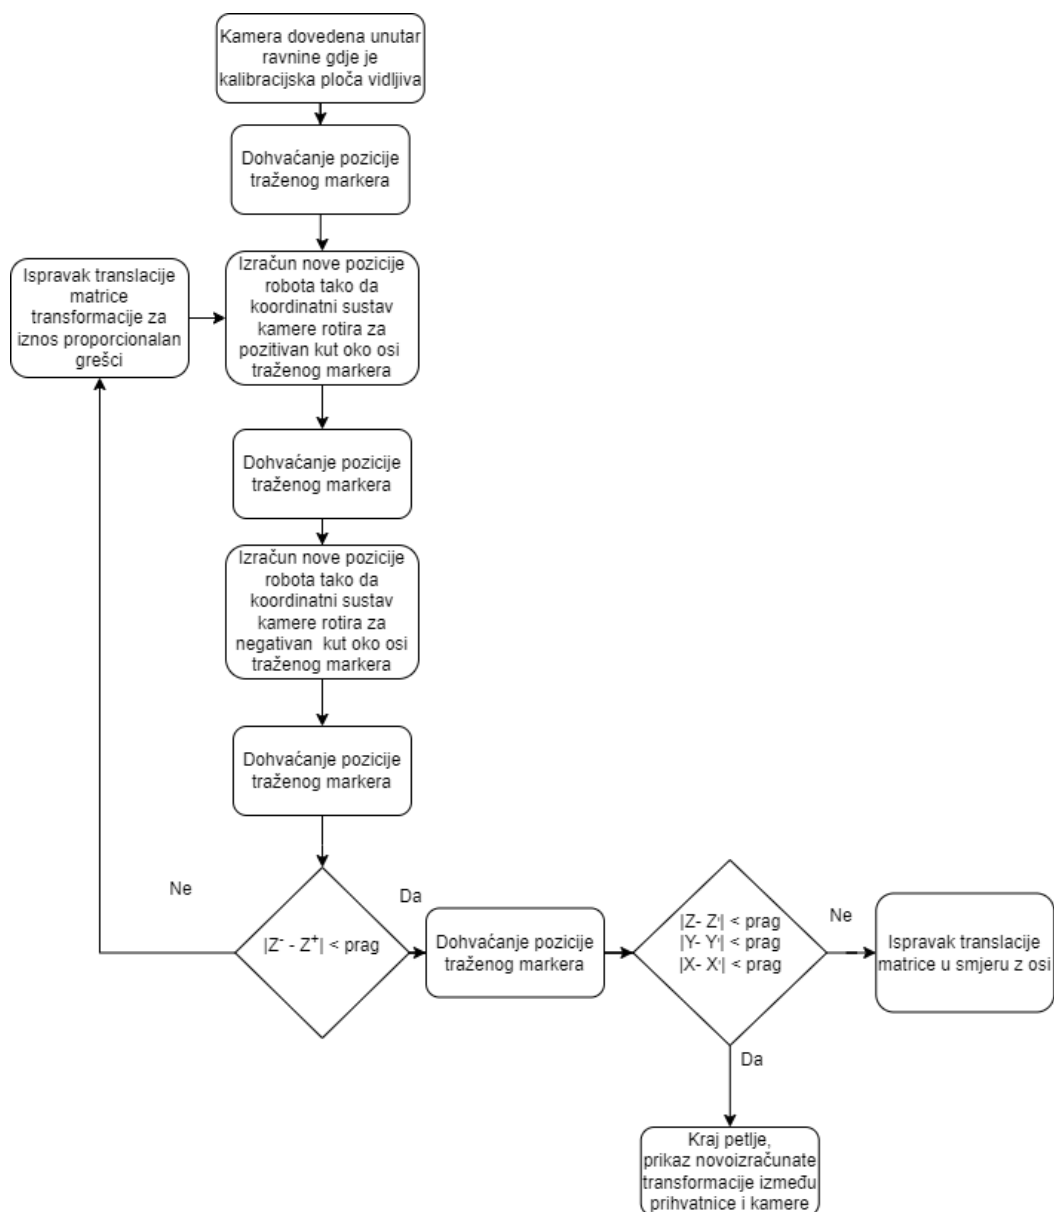 Kamera dovedena unutar
ravnine gdje je
kalibracijska ploča vidljiva
Dohvaćanje pozicije
traženog markera
Ispravak translacije
matrice
transformacije za
iznos proporcionalan
grešci
Izračun nove pozicije
robota tako da
koordinatni sustav
kamere rotira za
pozitivan kut oko osi
traženog markera
Dohvaćanje pozicije
traženog markera
Izračun nove pozicije
robota tako da
koordinatni sustav
kamere rotira za
negativan  kut oko osi
traženog markera
Dohvaćanje pozicije
traženog markera
Ne
|Z⁻ - Z⁺| < prag
Da
Dohvaćanje pozicije
traženog markera
|Z- Z'| < prag
|Y- Y'| < prag
|X- X'| < prag
Ne
Ispravak translacije
matrice u smjeru z osi
Da
Kraj petlje,
prikaz novoizračunate
transformacije između
prihvatnice i kamere